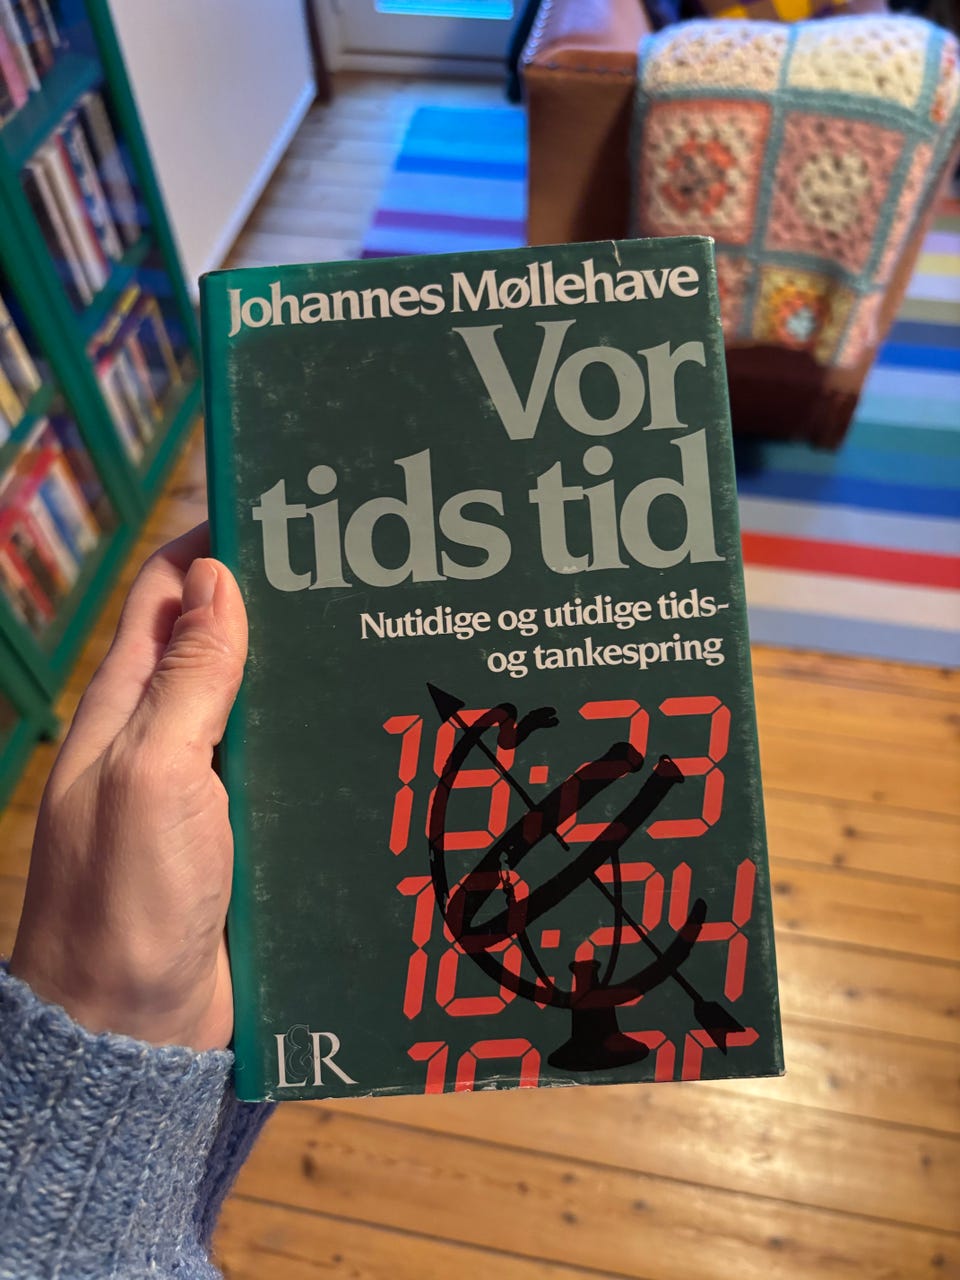 Johannes Møllehave
Vor
tids tid
Nutidige og utidige tids-
og tankespring
18:23
18:24
L&R